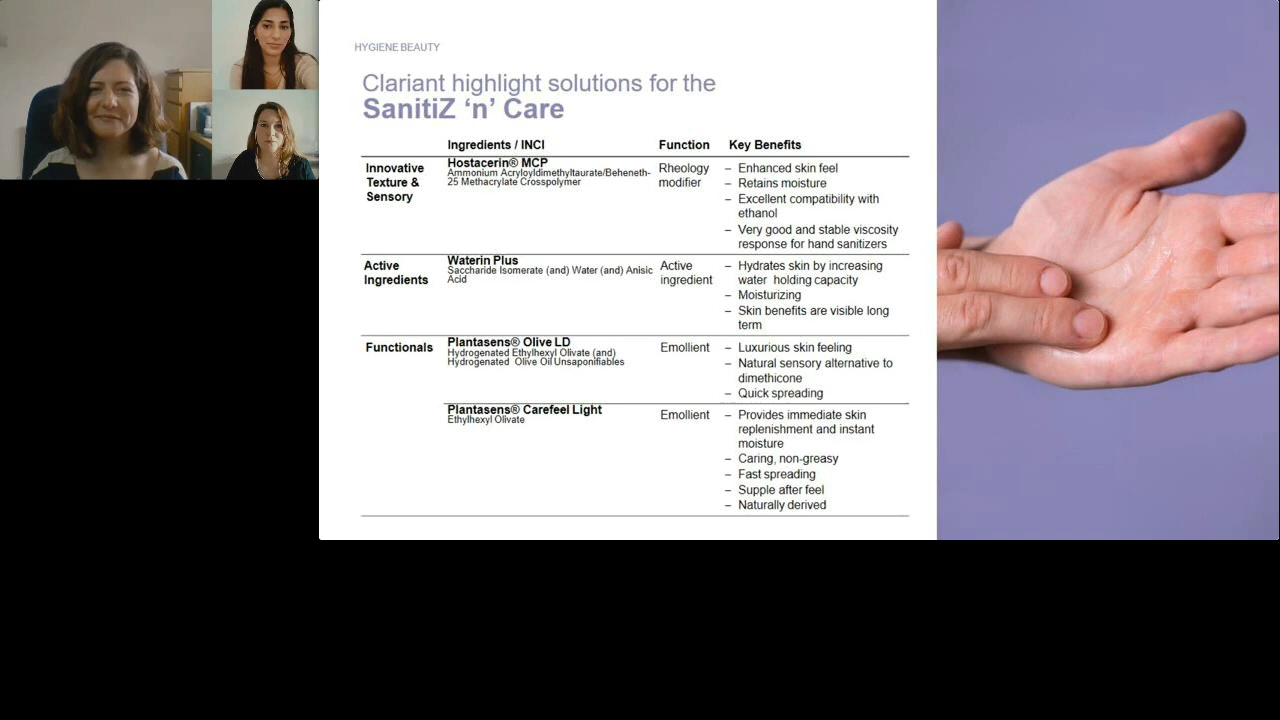 HYGIENE BEAUTY
Clariant highlight solutions for the
SanitiZ ‘n’ Care
Ingredients / INCI Function Key Benefits
Innovative
Texture &
Sensory
Hostacerin® MCP
Ammonium Acryloyldimethyltaurate/Beheneth-
25 Methacrylate Crosspolymer
Rheology
modifier
– Enhanced skin feel
– Retains moisture
– Excellent compatibility with
ethanol
– Very good and stable viscosity
response for hand sanitizers
Active
Ingredients
Waterin Plus
Saccharide Isomerate (and) Water (and) Anisic
Acid
Active
ingredient
– Hydrates skin by increasing
water holding capacity
– Moisturizing
– Skin benefits are visible long
term
Functionals
Plantasens® Olive LD
Hydrogenated Ethylhexyl Olivate (and)
Hydrogenated Olive Oil Unsaponifiables
Emollient
– Luxurious skin feeling
– Natural sensory alternative to
dimethicone
– Quick spreading
Plantasens® Carefeel Light
Ethylhexyl Olivate
Emollient
– Provides immediate skin
replenishment and instant
moisture
– Caring, non-greasy
– Fast spreading
– Supple after feel
– Naturally derived